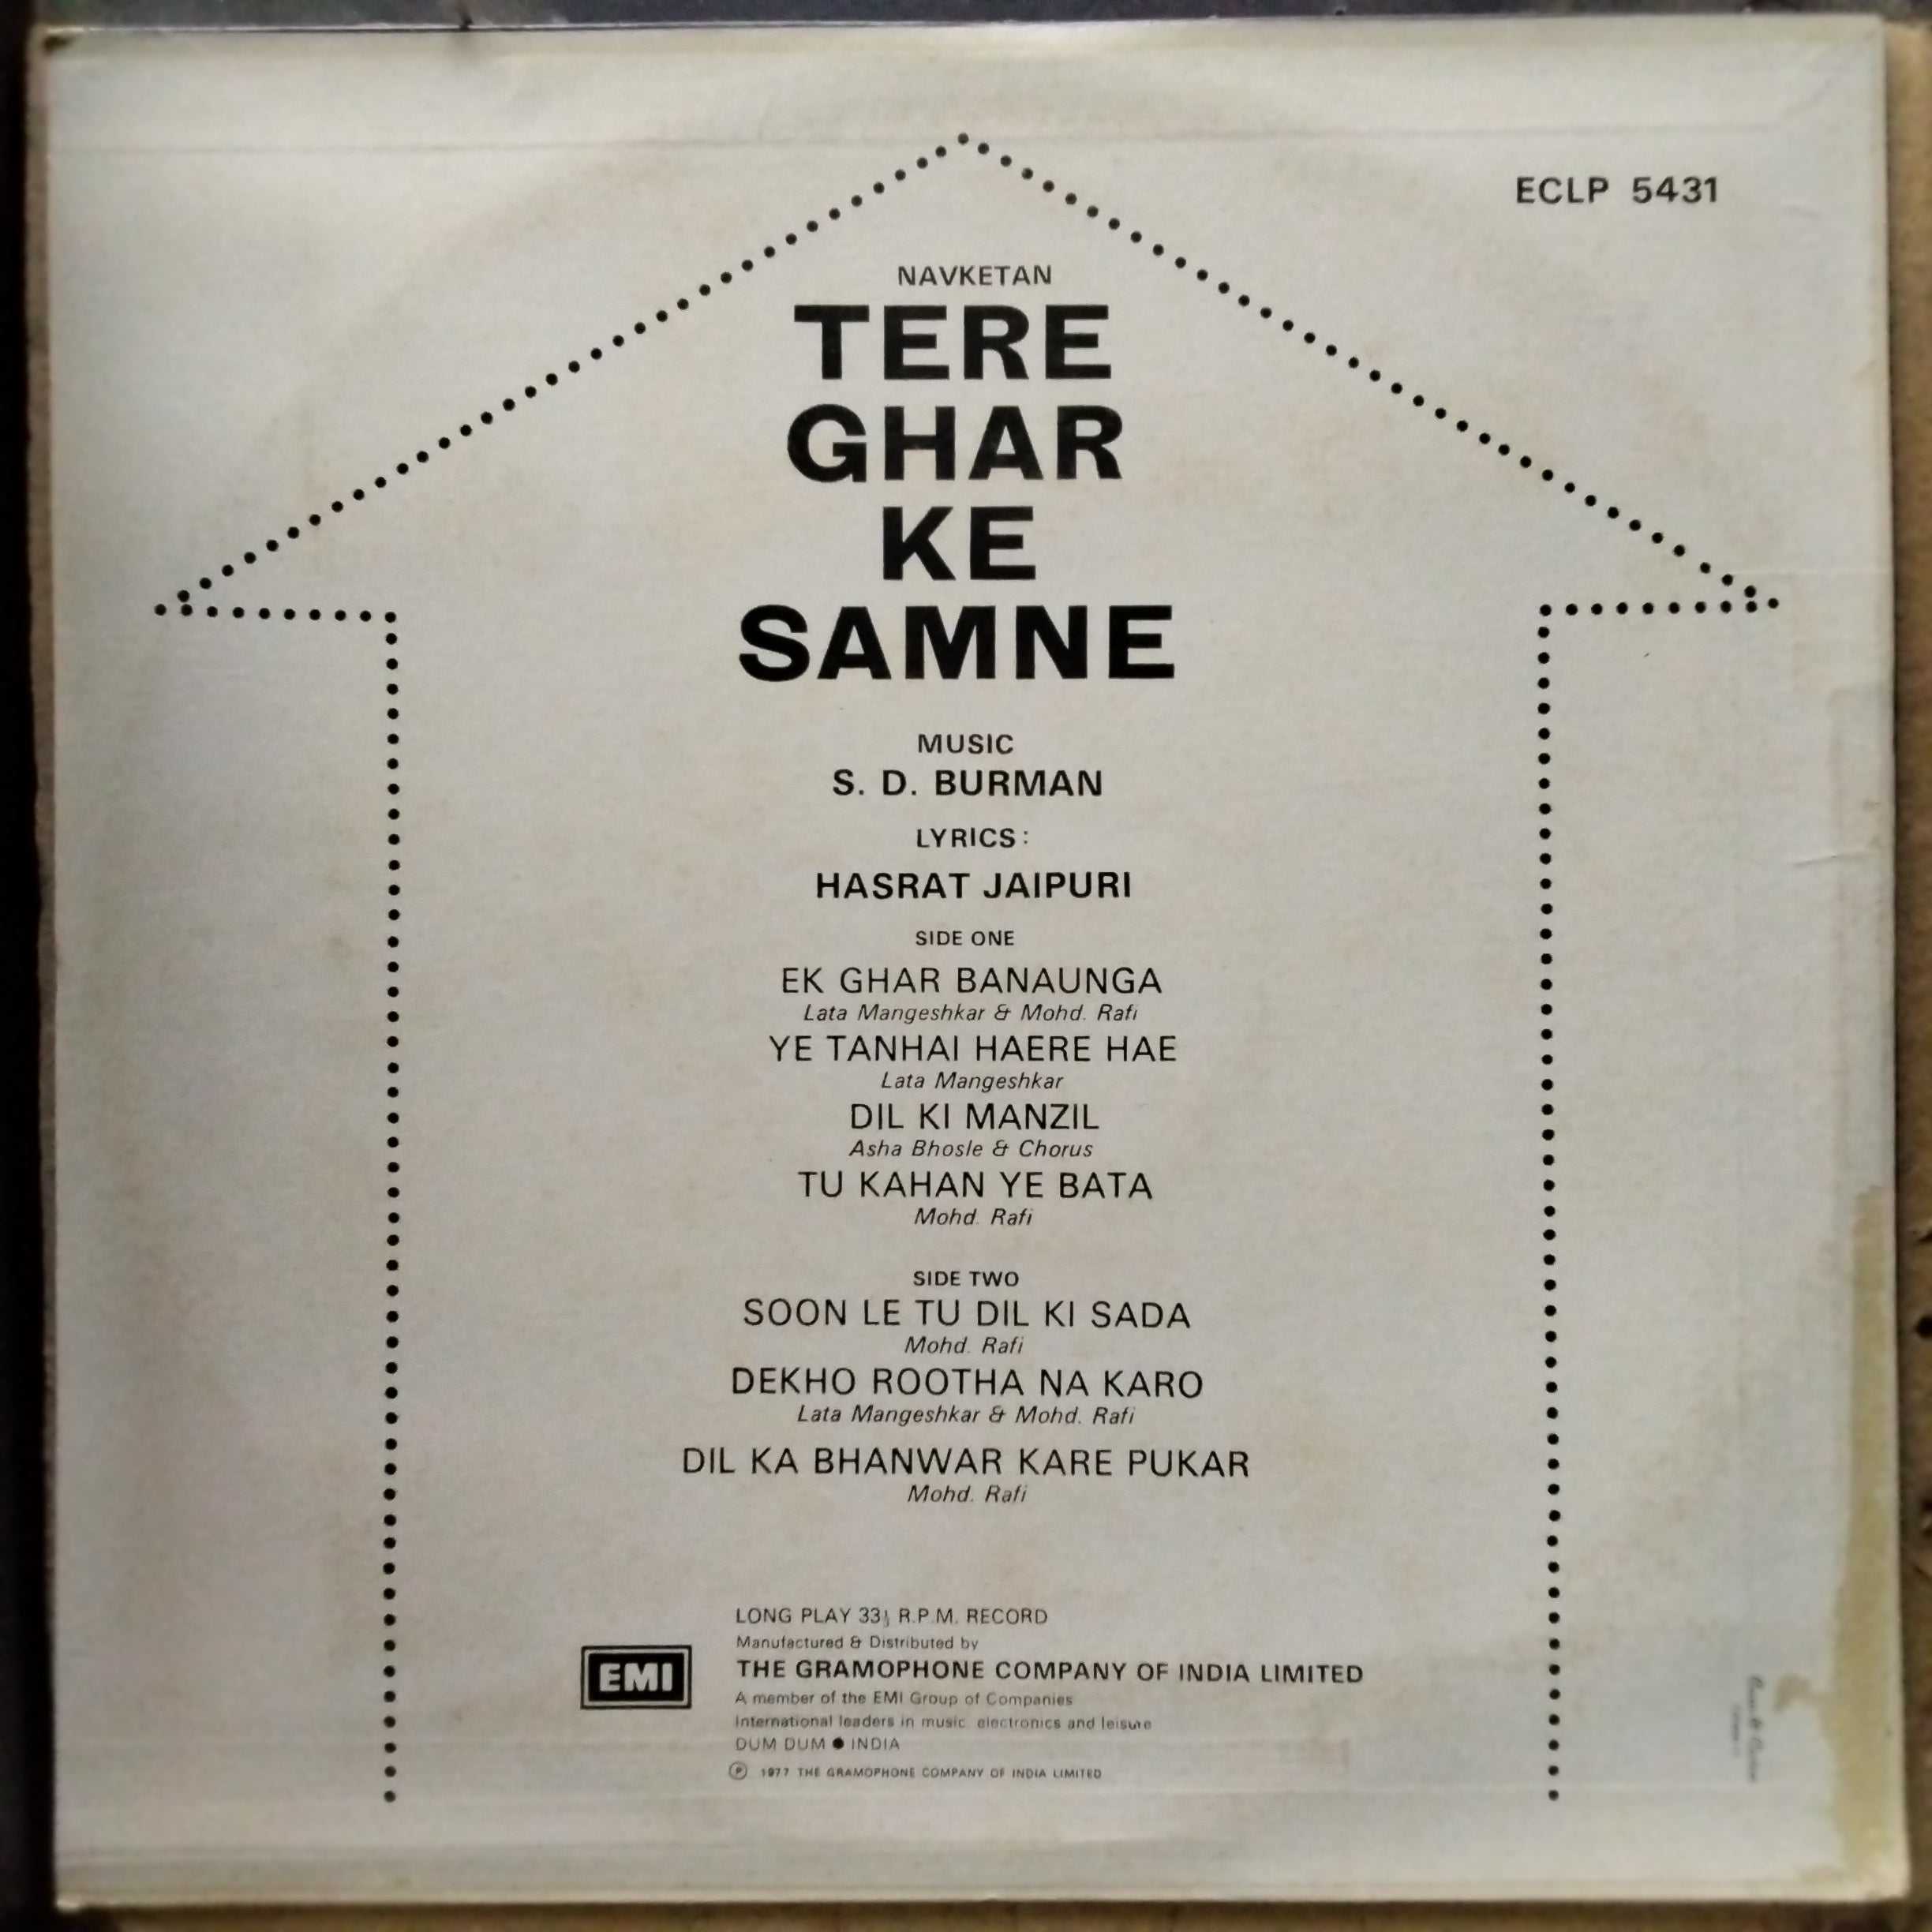 ECLP 5431
NAVKETAN
TERE
GHAR
KE
SAMNE
MUSIC
S. D. BURMAN
LYRICS:
HASRAT JAIPURI
SIDE ONE
EK GHAR BANAUNGA
Lata Mangeshkar & Mohd. Rafi
YE TANHAI HAERE HAE
Lata Mangeshkar
DIL KI MANZIL
Asha Bhosle & Chorus
TU KAHAN YE BATA
Mohd. Rafi
SIDE TWO
SOON LE TU DIL KI SADA
Mohd. Rafi
DEKHO ROOTHA NA KARO
Lata Mangeshkar & Mohd. Rafi
DIL KA BHANWAR KARE PUKAR
Mohd. Rafi
LONG PLAY 33⅓ R.P.M. RECORD
Manufactured & Distributed by
THE GRAMOPHONE COMPANY OF INDIA LIMITED
EMI
A member of the EMI Group of Companies
International leaders in music electronics and leisure
DUM DUM ● INDIA
Ⓟ 1977 THE GRAMOPHONE COMPANY OF INDIA LIMITED